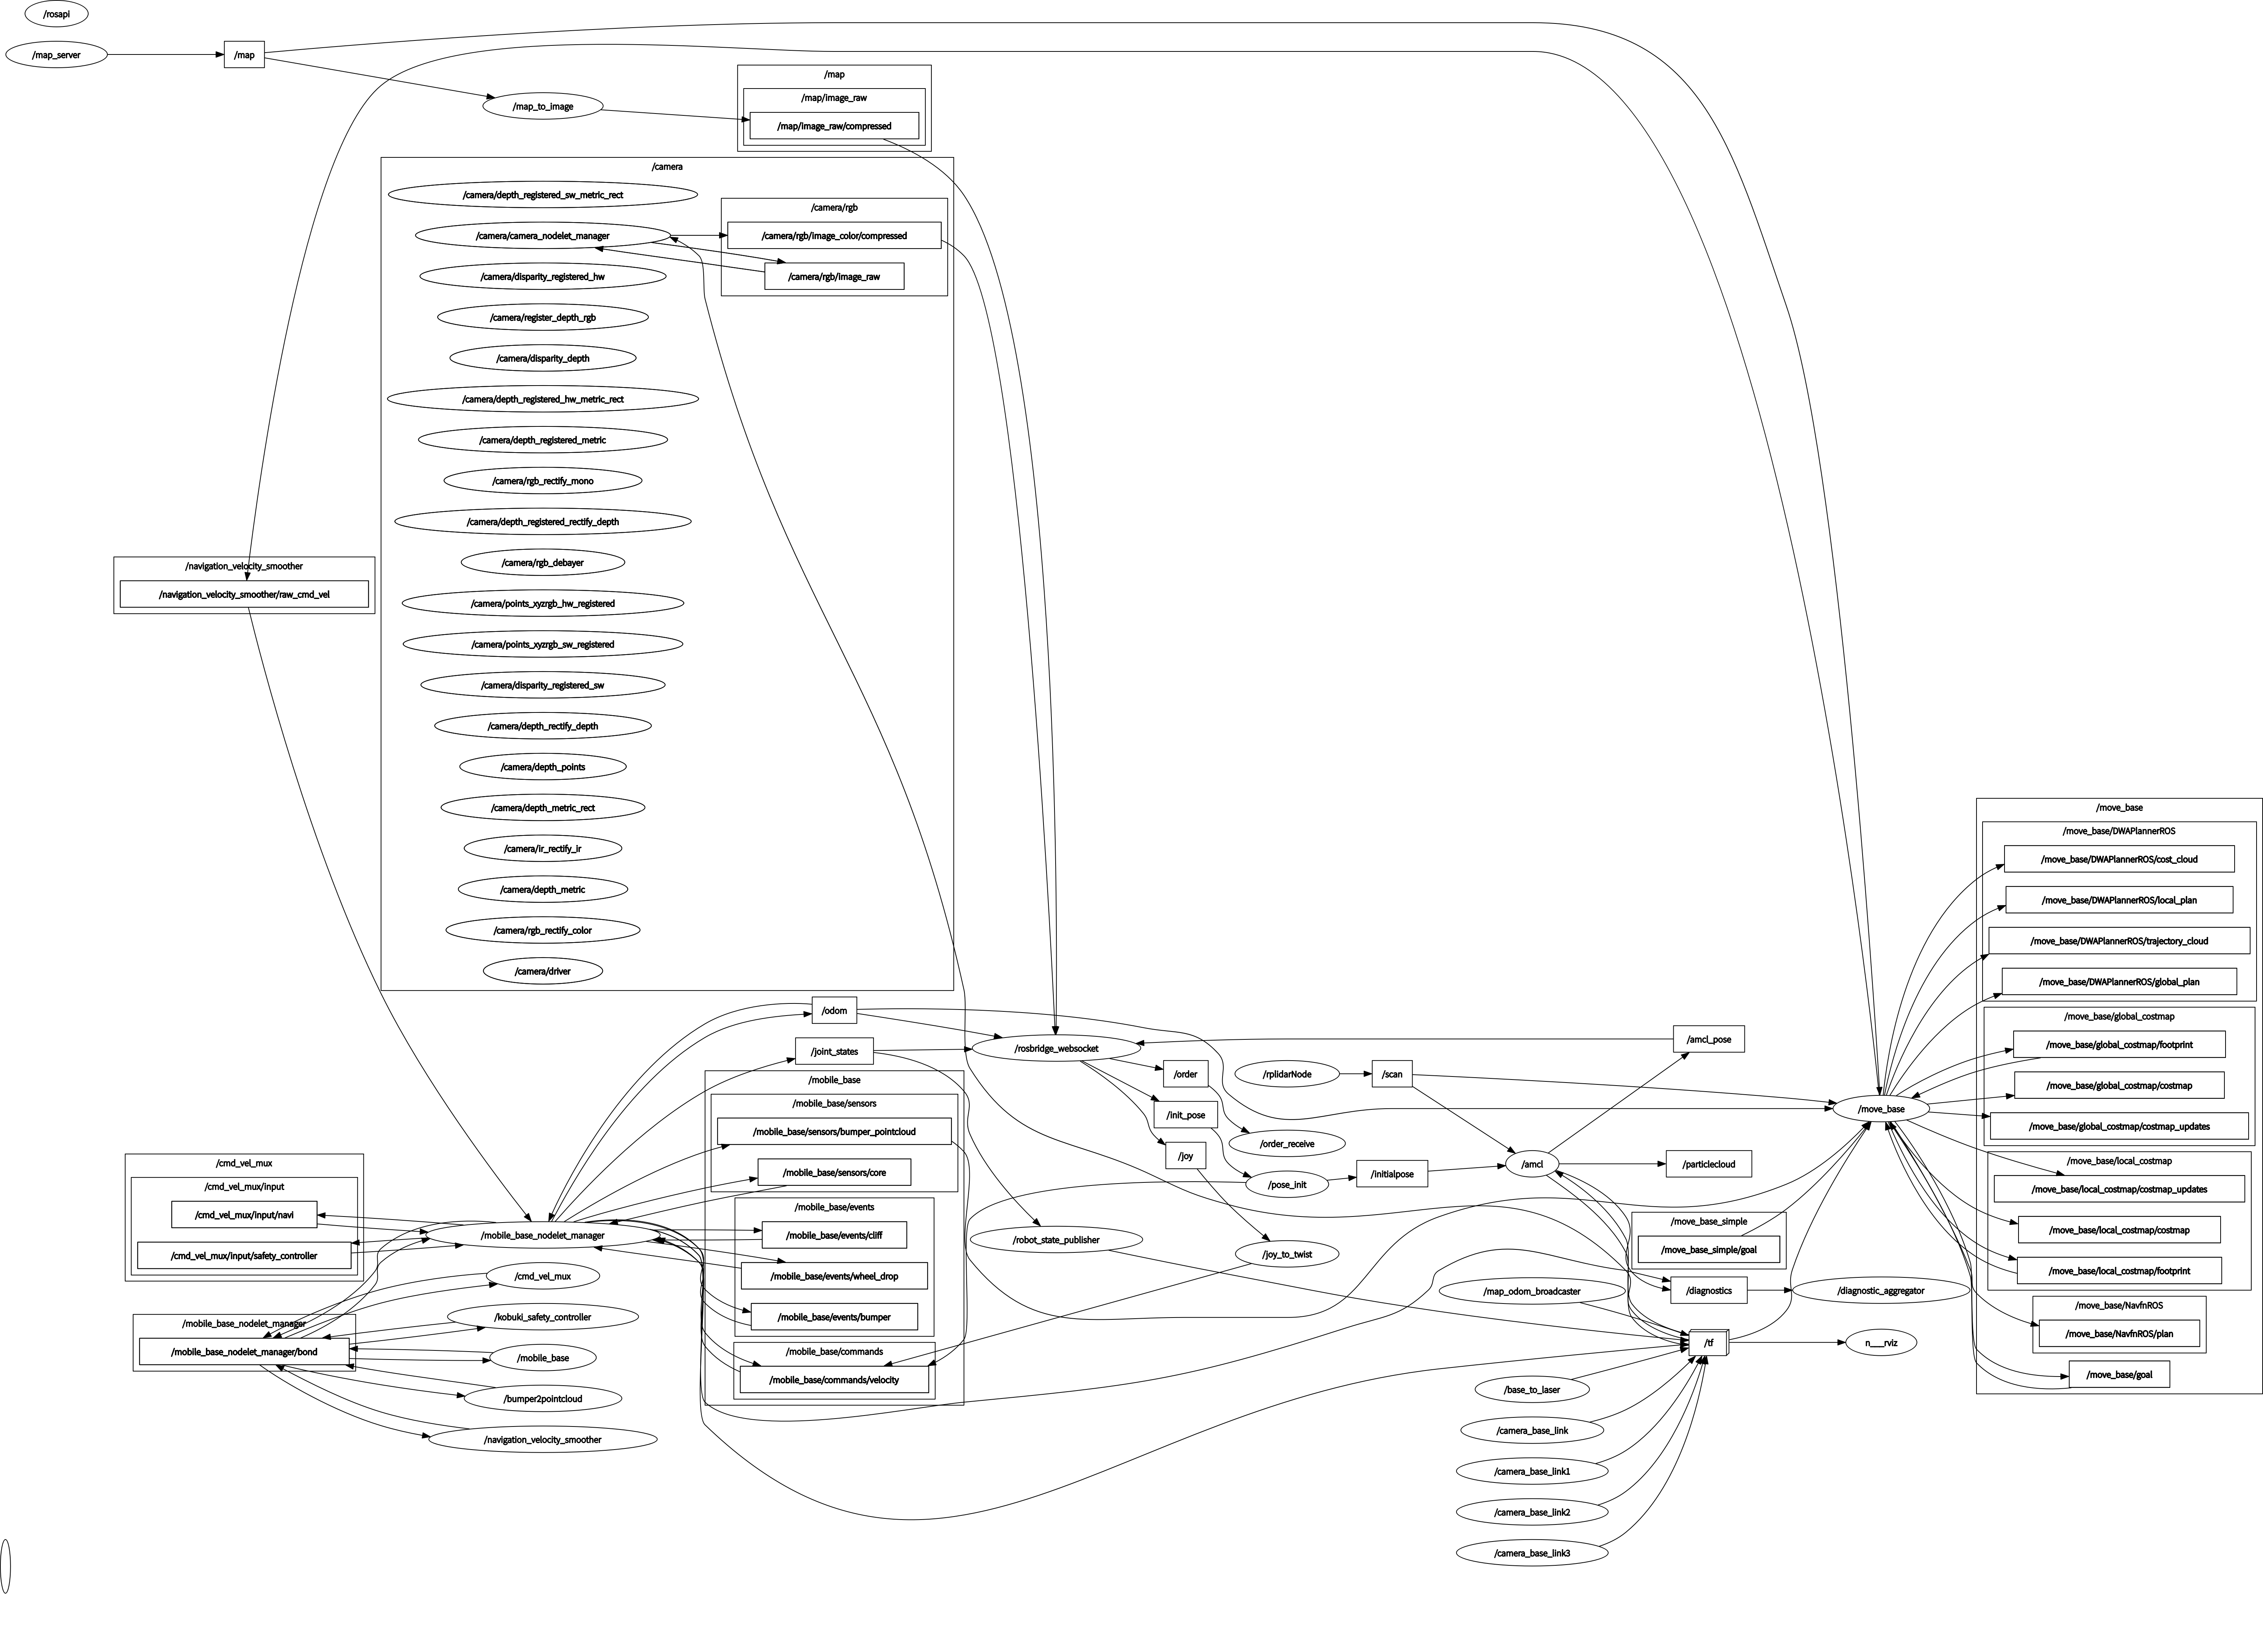 /rosapi
/map_server
/map
/map_to_image
/map
/map/image_raw
/map/image_raw/compressed
/camera
/camera/depth_registered_sw_metric_rect
/camera/camera_nodelet_manager
/camera/disparity_registered_hw
/camera/register_depth_rgb
/camera/disparity_depth
/camera/depth_registered_hw_metric_rect
/camera/depth_registered_metric
/camera/rgb_rectify_mono
/camera/depth_registered_rectify_depth
/camera/rgb_debayer
/camera/points_xyzrgb_hw_registered
/camera/points_xyzrgb_sw_registered
/camera/disparity_registered_sw
/camera/depth_rectify_depth
/camera/depth_points
/camera/depth_metric_rect
/camera/ir_rectify_ir
/camera/depth_metric
/camera/rgb_rectify_color
/camera/driver
/camera/rgb
/camera/rgb/image_color/compressed
/camera/rgb/image_raw
/navigation_velocity_smoother
/navigation_velocity_smoother/raw_cmd_vel
/cmd_vel_mux
/cmd_vel_mux/input
/cmd_vel_mux/input/navi
/cmd_vel_mux/input/safety_controller
/mobile_base_nodelet_manager
/mobile_base_nodelet_manager/bond
/mobile_base_nodelet_manager
/cmd_vel_mux
/kobuki_safety_controller
/mobile_base
/bumper2pointcloud
/navigation_velocity_smoother
/odom
/joint_states
/mobile_base
/mobile_base/sensors
/mobile_base/sensors/bumper_pointcloud
/mobile_base/sensors/core
/mobile_base/events
/mobile_base/events/cliff
/mobile_base/events/wheel_drop
/mobile_base/events/bumper
/mobile_base/commands
/mobile_base/commands/velocity
/rosbridge_websocket
/robot_state_publisher
/order
/init_pose
/joy
/rplidarNode
/order_receive
/pose_init
/joy_to_twist
/scan
/initialpose
/amcl
/map_odom_broadcaster
/base_to_laser
/camera_base_link
/camera_base_link1
/camera_base_link2
/camera_base_link3
/amcl_pose
/particlecloud
/move_base_simple
/move_base_simple/goal
/diagnostics
/tf
/move_base
/diagnostic_aggregator
n___rviz
/move_base
/move_base/DWAPlannerROS
/move_base/DWAPlannerROS/cost_cloud
/move_base/DWAPlannerROS/local_plan
/move_base/DWAPlannerROS/trajectory_cloud
/move_base/DWAPlannerROS/global_plan
/move_base/global_costmap
/move_base/global_costmap/footprint
/move_base/global_costmap/costmap
/move_base/global_costmap/costmap_updates
/move_base/local_costmap
/move_base/local_costmap/costmap_updates
/move_base/local_costmap/costmap
/move_base/local_costmap/footprint
/move_base/NavfnROS
/move_base/NavfnROS/plan
/move_base/goal